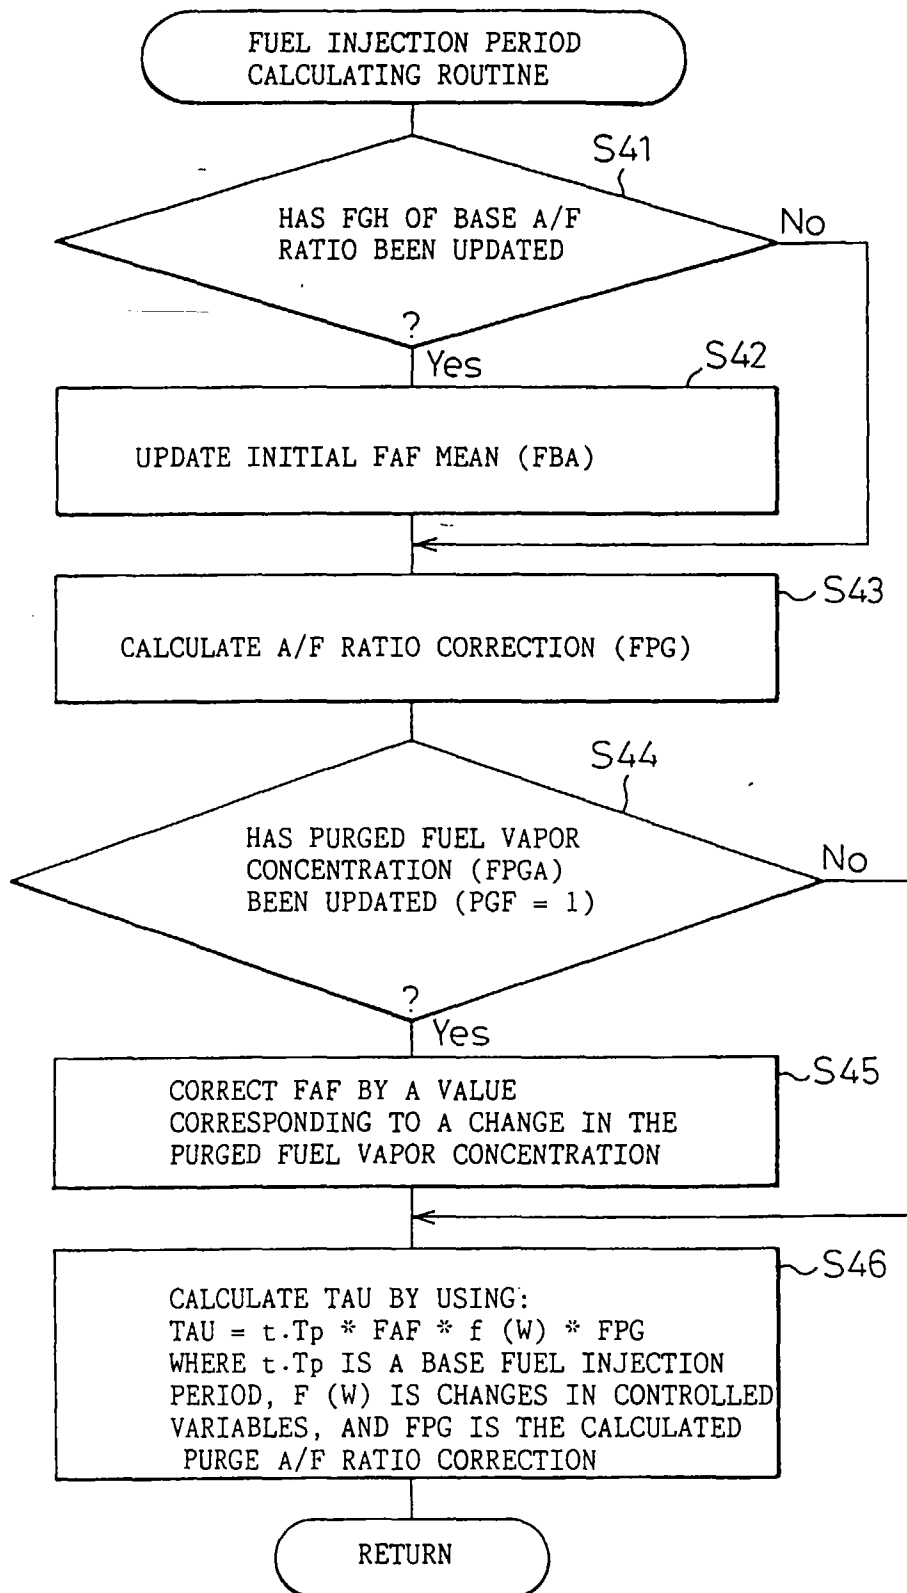 FUEL INJECTION PERIOD
CALCULATING ROUTINE
S41
HAS FGH OF BASE A/F
RATIO BEEN UPDATED
No
?
Yes
S42
UPDATE INITIAL FAF MEAN (FBA)
S43
CALCULATE A/F RATIO CORRECTION (FPG)
S44
HAS PURGED FUEL VAPOR
CONCENTRATION (FPGA)
BEEN UPDATED (PGF = 1)
No
?
Yes
S45
CORRECT FAF BY A VALUE
CORRESPONDING TO A CHANGE IN THE
PURGED FUEL VAPOR CONCENTRATION
S46
CALCULATE TAU BY USING:
TAU = t.Tp * FAF * f (W) * FPG
WHERE t.Tp IS A BASE FUEL INJECTION
PERIOD, F (W) IS CHANGES IN CONTROLLED
VARIABLES, AND FPG IS THE CALCULATED
PURGE A/F RATIO CORRECTION
RETURN